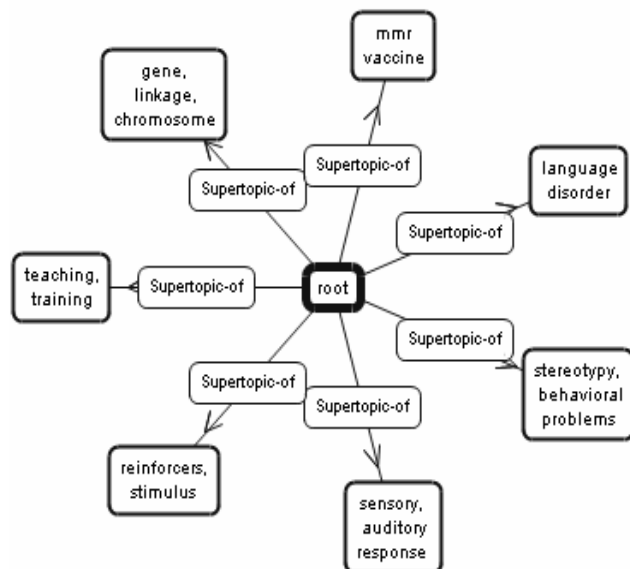 mmr
vaccine
gene,
linkage,
chromosome
Supertopic-of
Supertopic-of
language
disorder
Supertopic-of
teaching,
training
Supertopic-of
root
Supertopic-of
stereotypy,
behavioral
problems
Supertopic-of
Supertopic-of
reinforcers,
stimulus
sensory,
auditory
response